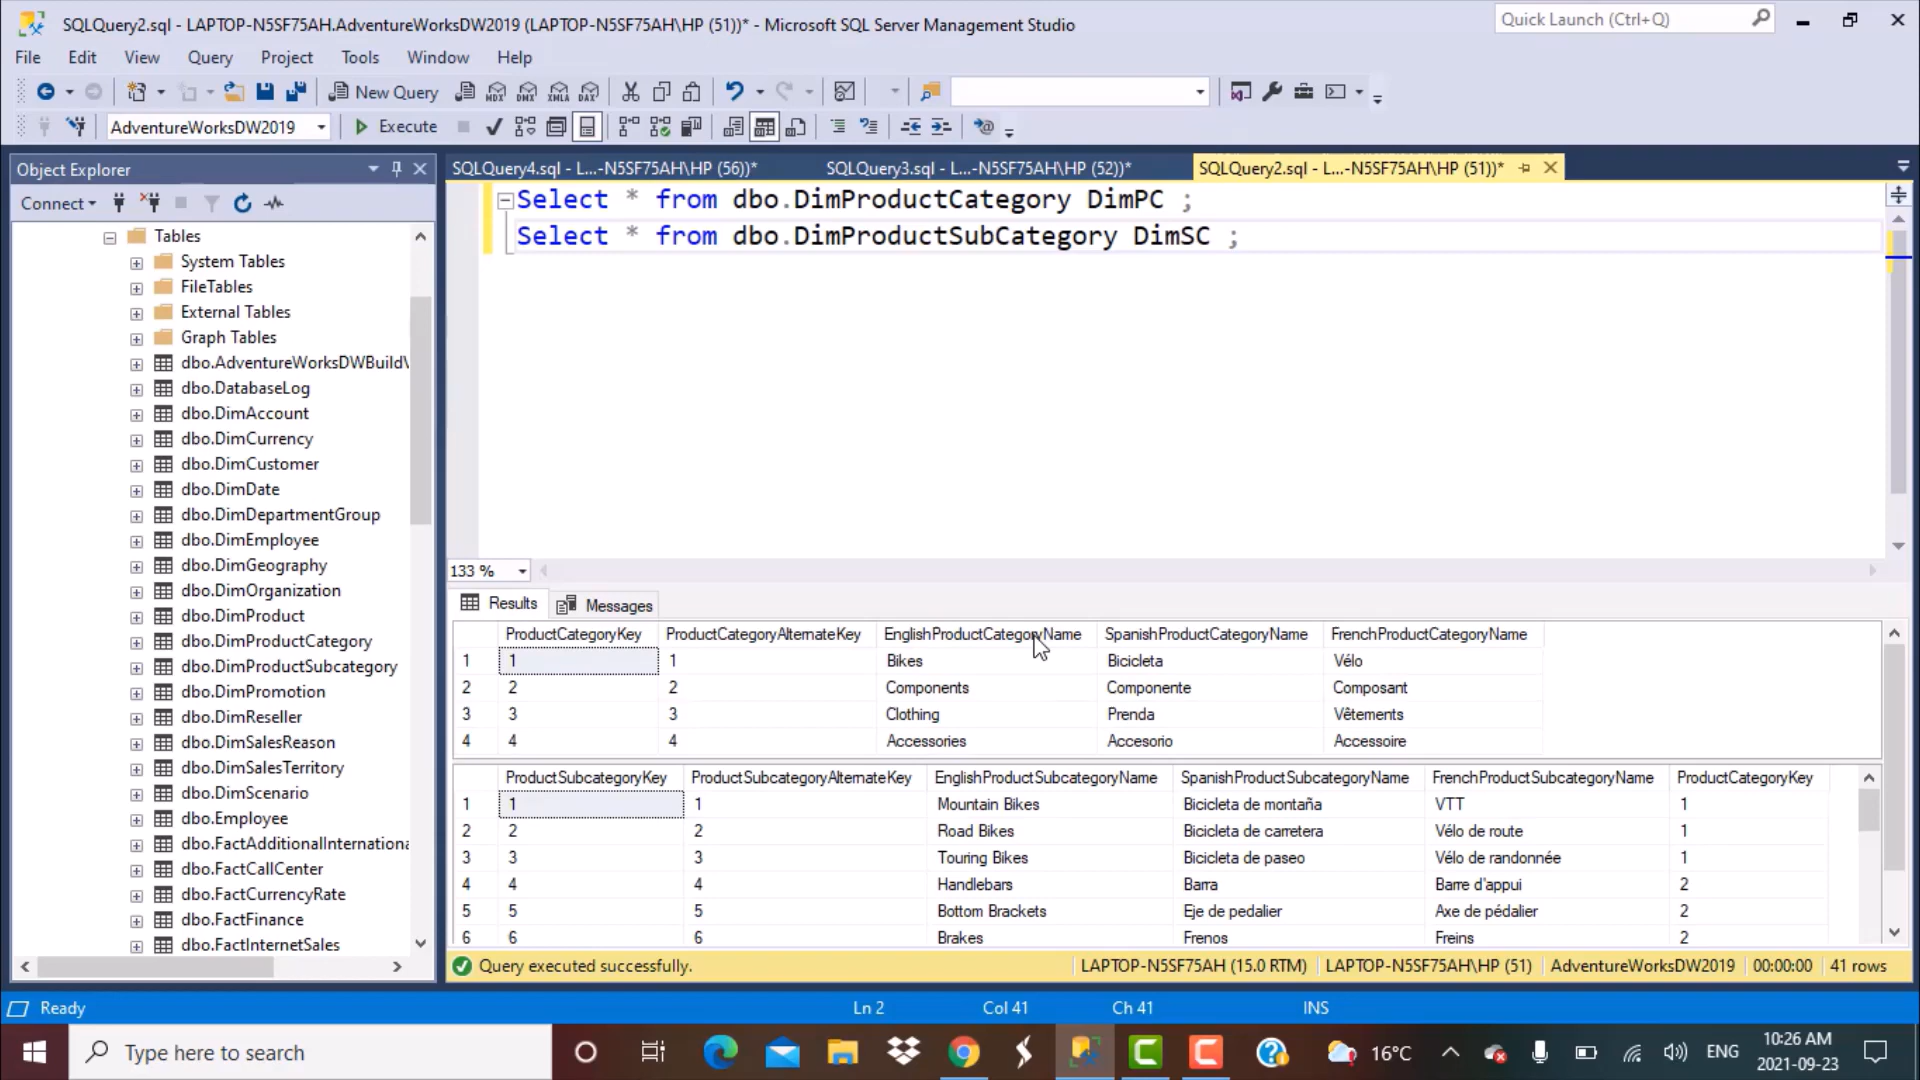 SQLQuery2.sql - LAPTOP-N5SF75AH.AdventureWorksDW2019 (LAPTOP-N5SF75AH\HP (51))* - Microsoft SQL Server Management Studio
Quick Launch (Ctrl+Q)
File Edit View Query Project Tools Window Help
New Query
MDX DMX XMLA DAX
AdventureWorksDW2019 Execute
Object Explorer
SQLQuery4.sql - L...-N5SF75AH\HP (56))* SQLQuery3.sql - L...-N5SF75AH\HP (52))* SQLQuery2.sql - L...-N5SF75AH\HP (51))*
Connect
Tables
System Tables
FileTables
External Tables
Graph Tables
dbo.AdventureWorksDWBuild
dbo.DatabaseLog
dbo.DimAccount
dbo.DimCurrency
dbo.DimCustomer
dbo.DimDate
dbo.DimDepartmentGroup
dbo.DimEmployee
dbo.DimGeography
dbo.DimOrganization
dbo.DimProduct
dbo.DimProductCategory
dbo.DimProductSubcategory
dbo.DimPromotion
dbo.DimReseller
dbo.DimSalesReason
dbo.DimSalesTerritory
dbo.DimScenario
dbo.Employee
dbo.FactAdditionalInternationa
dbo.FactCallCenter
dbo.FactCurrencyRate
dbo.FactFinance
dbo.FactInternetSales
Select * from dbo.DimProductCategory DimPC ;
Select * from dbo.DimProductSubCategory DimSC ;
133 %
Results Messages
ProductCategoryKey ProductCategoryAlternateKey EnglishProductCategoryName SpanishProductCategoryName FrenchProductCategoryName
1 1 1 Bikes Bicicleta Vélo
2 2 2 Components Componente Composant
3 3 3 Clothing Prenda Vêtements
4 4 4 Accessories Accesorio Accessoire
ProductSubcategoryKey ProductSubcategoryAlternateKey EnglishProductSubcategoryName SpanishProductSubcategoryName FrenchProductSubcategoryName ProductCategoryKey
1 1 1 Mountain Bikes Bicicleta de montaña VTT 1
2 2 2 Road Bikes Bicicleta de carretera Vélo de route 1
3 3 3 Touring Bikes Bicicleta de paseo Vélo de randonnée 1
4 4 4 Handlebars Barra Barre d'appui 2
5 5 5 Bottom Brackets Eje de pedalier Axe de pédalier 2
6 6 6 Brakes Frenos Freins 2
Query executed successfully. LAPTOP-N5SF75AH (15.0 RTM) LAPTOP-N5SF75AH\HP (51) AdventureWorksDW2019 00:00:00 41 rows
Ready Ln 2 Col 41 Ch 41 INS
Type here to search
16°C
ENG
10:26 AM
2021-09-23